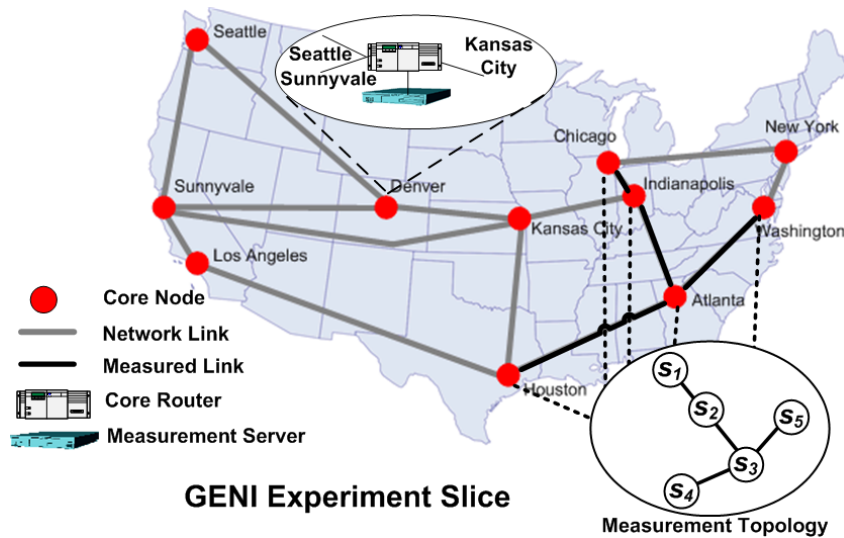 Seattle
Seattle
Sunnyvale
Kansas
City
Chicago
New York
Sunnyvale
Denver
Indianapolis
Kansas City
Washington
Los Angeles
Atlanta
Houston
Core Node
Network Link
Measured Link
Core Router
Measurement Server
S1
S2
S5
S3
S4
GENI Experiment Slice
Measurement Topology